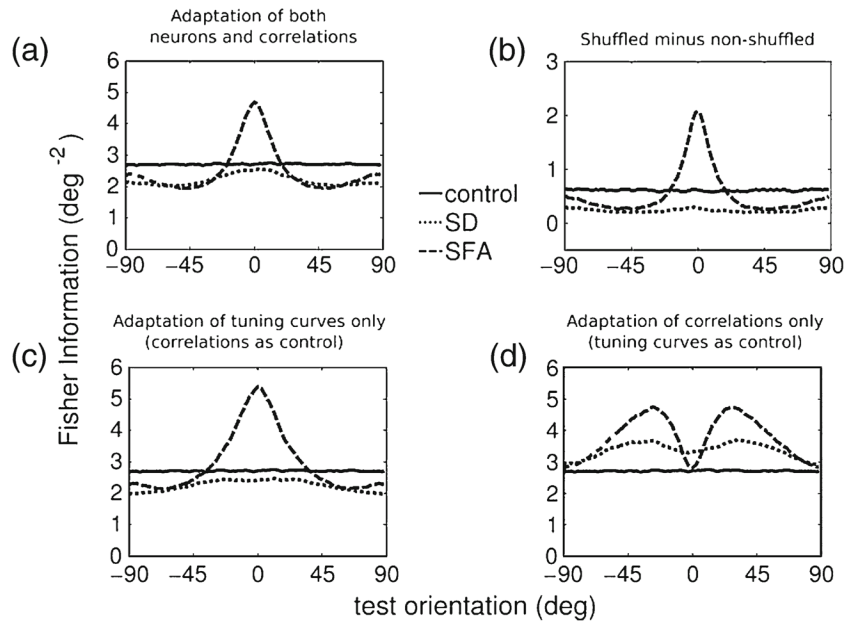 Adaptation of both
neurons and correlations
(a)
6
5
4
3
2
1
0
−90 −45 0 45 90
Shuffled minus non-shuffled
(b)
3
2
1
0
−90 −45 0 45 90
control
SD
SFA
Fisher Information (deg -2)
Adaptation of tuning curves only
(correlations as control)
(c)
6
5
4
3
2
1
0
−90 −45 0 45 90
Adaptation of correlations only
(tuning curves as control)
(d)
6
5
4
3
2
1
0
−90 −45 0 45 90
test orientation (deg)